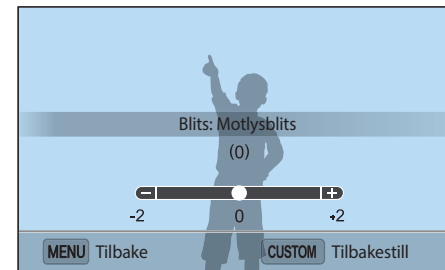 Blits: Motlysblits
(0)
-2 0 +2
MENU Tilbake CUSTOM Tilbakestill